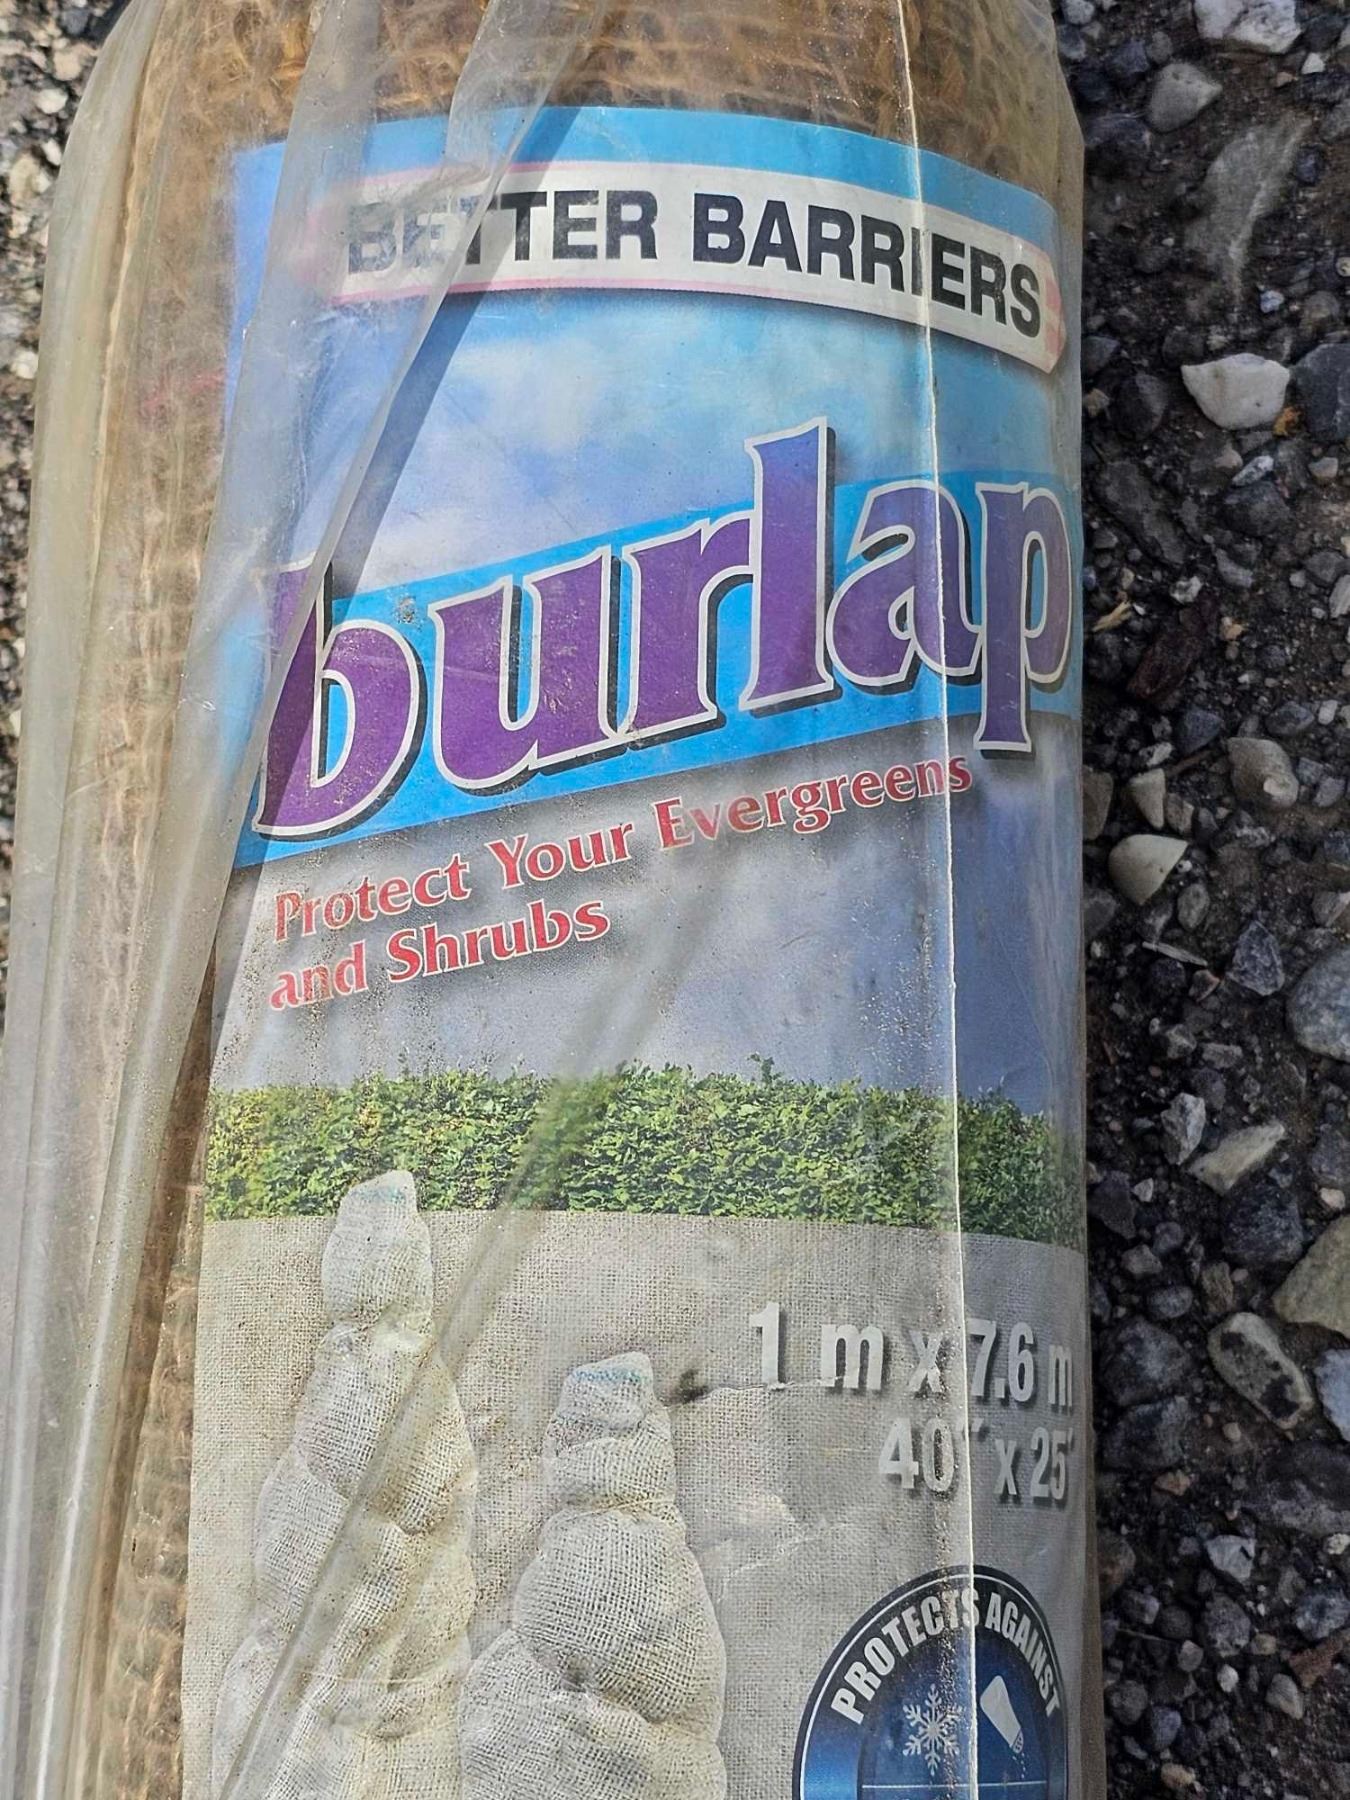 BETTER BARRIERS
burlap
Protect Your Evergreens
and Shrubs
1 m x 7.6 m
40" x 25'
PROTECTS AGAINST